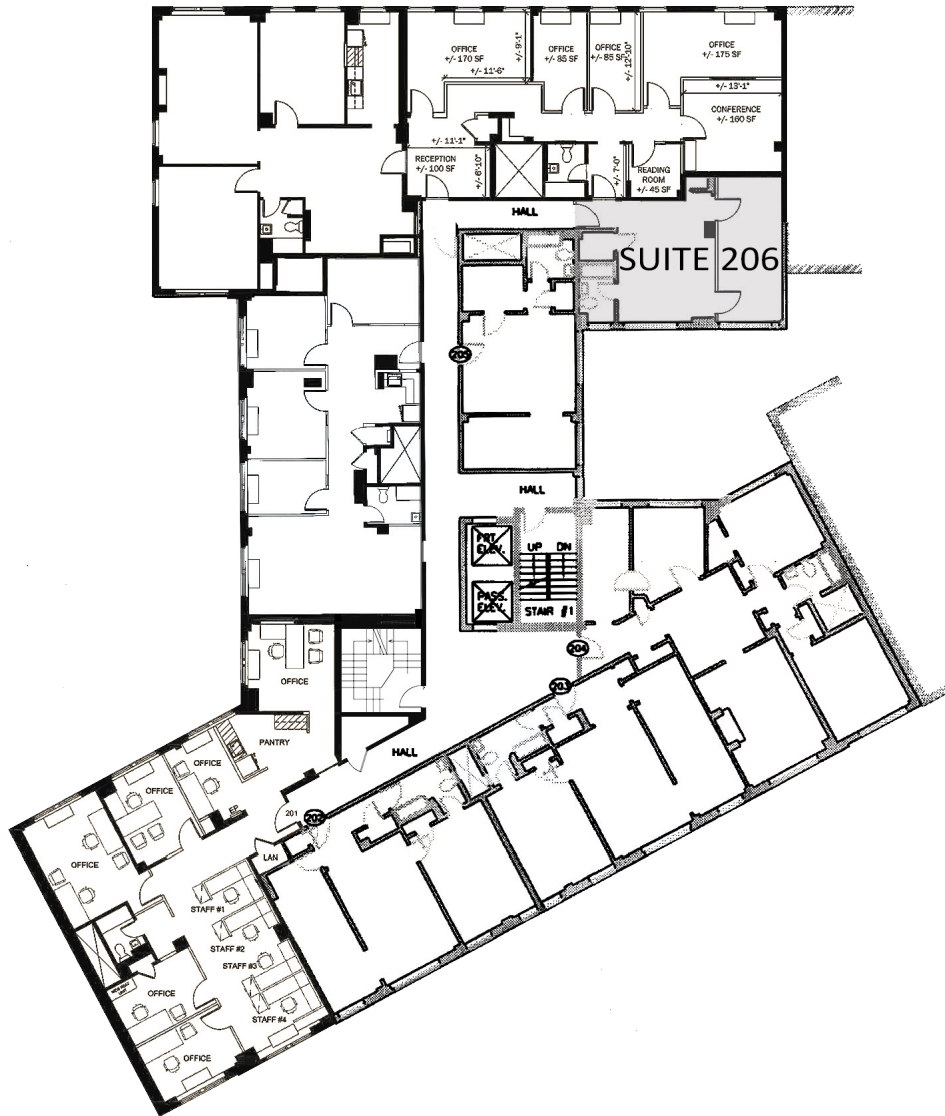 OFFICE
+/- 170 SF
+/- 9'-1"
+/- 11'-6"
OFFICE
+/- 85 SF
OFFICE
+/- 85 SF
+/- 12'-10"
OFFICE
+/- 175 SF
+/- 13'-1"
CONFERENCE
+/- 160 SF
+/- 11'-1"
RECEPTION
+/- 100 SF
+/- 6'-10"
+/- 7'-0"
READING
ROOM
+/- 45 SF
HALL
SUITE 206
205
HALL
FRT.
ELEV.
UP DN
PASS.
ELEV.
STAIR #1
204
203
OFFICE
PANTRY
HALL
OFFICE
OFFICE
201
202
LAN
OFFICE
STAFF #1
STAFF #2
STAFF #3
OFFICE
STAFF #4
OFFICE